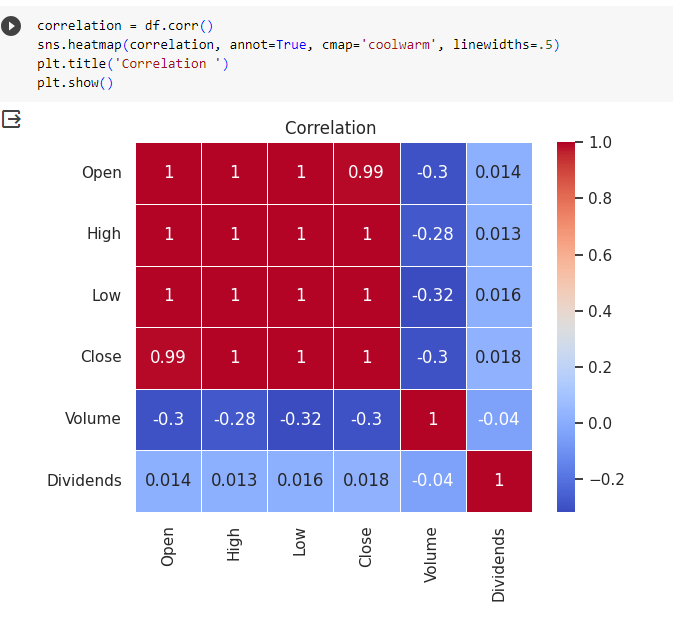 correlation = df.corr()
sns.heatmap(correlation, annot=True, cmap='coolwarm', linewidths=.5)
plt.title('Correlation ')
plt.show()
Correlation
Open 1 1 1 0.99 -0.3 0.014
High 1 1 1 1 -0.28 0.013
Low 1 1 1 1 -0.32 0.016
Close 0.99 1 1 1 -0.3 0.018
Volume -0.3 -0.28 -0.32 -0.3 1 -0.04
Dividends 0.014 0.013 0.016 0.018 -0.04 1
Open High Low Close Volume Dividends
1.0
0.8
0.6
0.4
0.2
0.0
−0.2